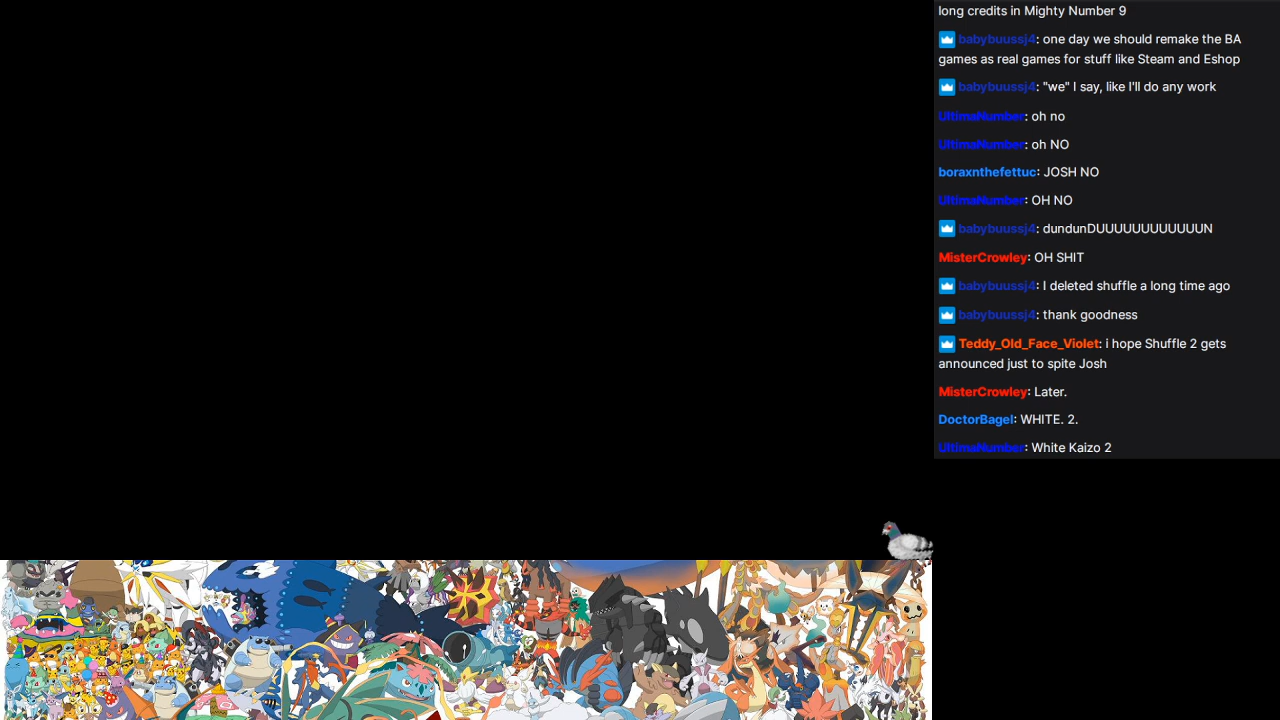 long credits in Mighty Number 9
babybuussj4: one day we should remake the BA
games as real games for stuff like Steam and Eshop
babybuussj4: "we" I say, like I'll do any work
UltimaNumber: oh no
UltimaNumber: oh NO
boraxnthefettuc: JOSH NO
UltimaNumber: OH NO
babybuussj4: dundunDUUUUUUUUUUUUN
MisterCrowley: OH SHIT
babybuussj4: I deleted shuffle a long time ago
babybuussj4: thank goodness
Teddy_Old_Face_Violet: i hope Shuffle 2 gets
announced just to spite Josh
MisterCrowley: Later.
DoctorBagel: WHITE. 2.
UltimaNumber: White Kaizo 2